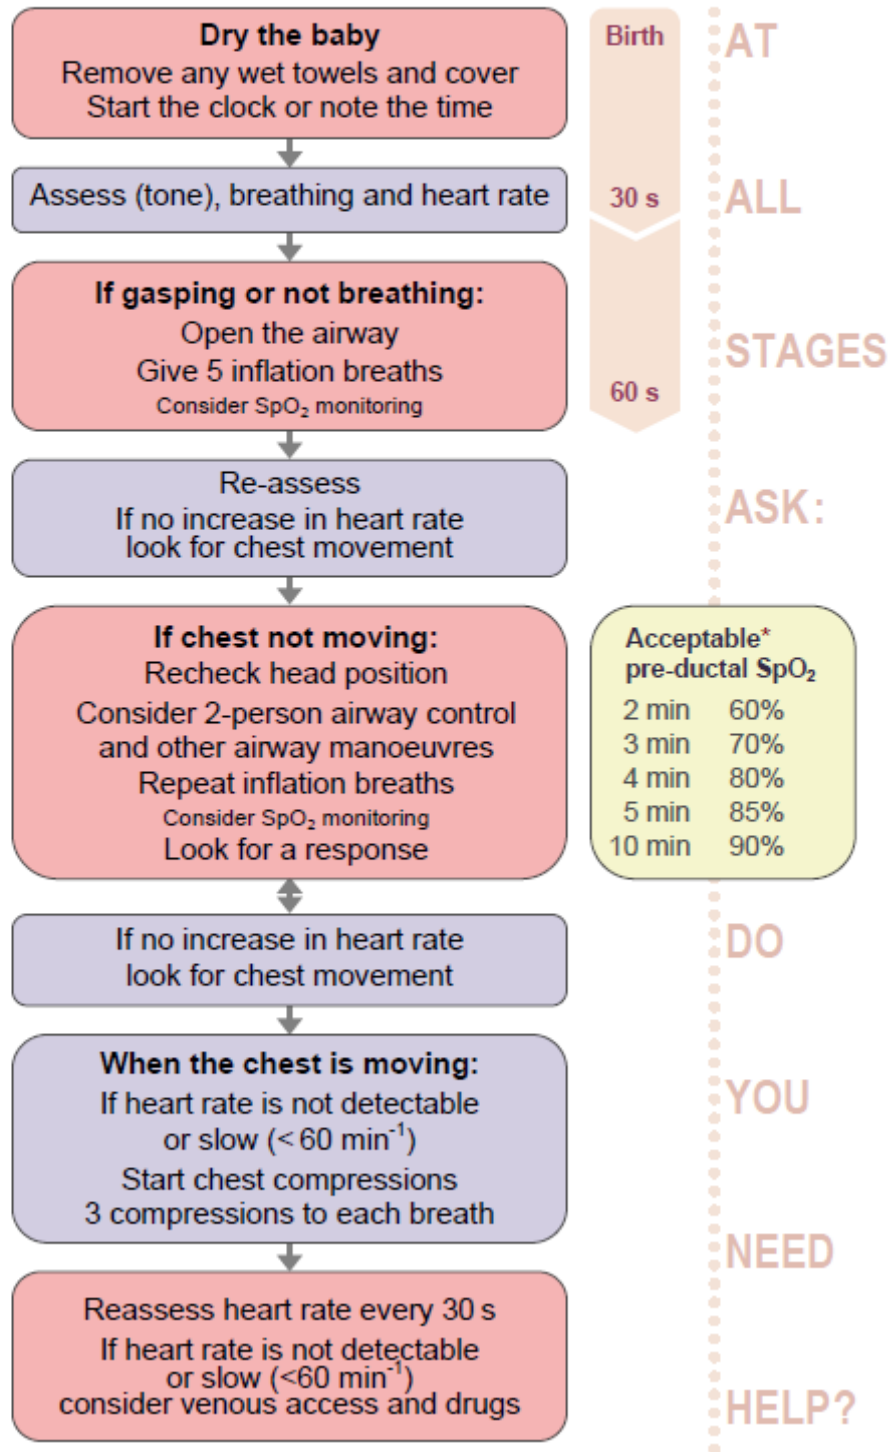 Dry the baby
Remove any wet towels and cover
Start the clock or note the time
Birth
Assess (tone), breathing and heart rate
30 s
If gasping or not breathing:
Open the airway
Give 5 inflation breaths
Consider SpO₂ monitoring
60 s
Re-assess
If no increase in heart rate
look for chest movement
If chest not moving:
Recheck head position
Consider 2-person airway control
and other airway manoeuvres
Repeat inflation breaths
Consider SpO₂ monitoring
Look for a response
Acceptable*
pre-ductal SpO₂
2 min 60%
3 min 70%
4 min 80%
5 min 85%
10 min 90%
If no increase in heart rate
look for chest movement
When the chest is moving:
If heart rate is not detectable
or slow (< 60 min⁻¹)
Start chest compressions
3 compressions to each breath
Reassess heart rate every 30 s
If heart rate is not detectable
or slow (<60 min⁻¹)
consider venous access and drugs
AT
ALL
STAGES
ASK:
DO
YOU
NEED
HELP?